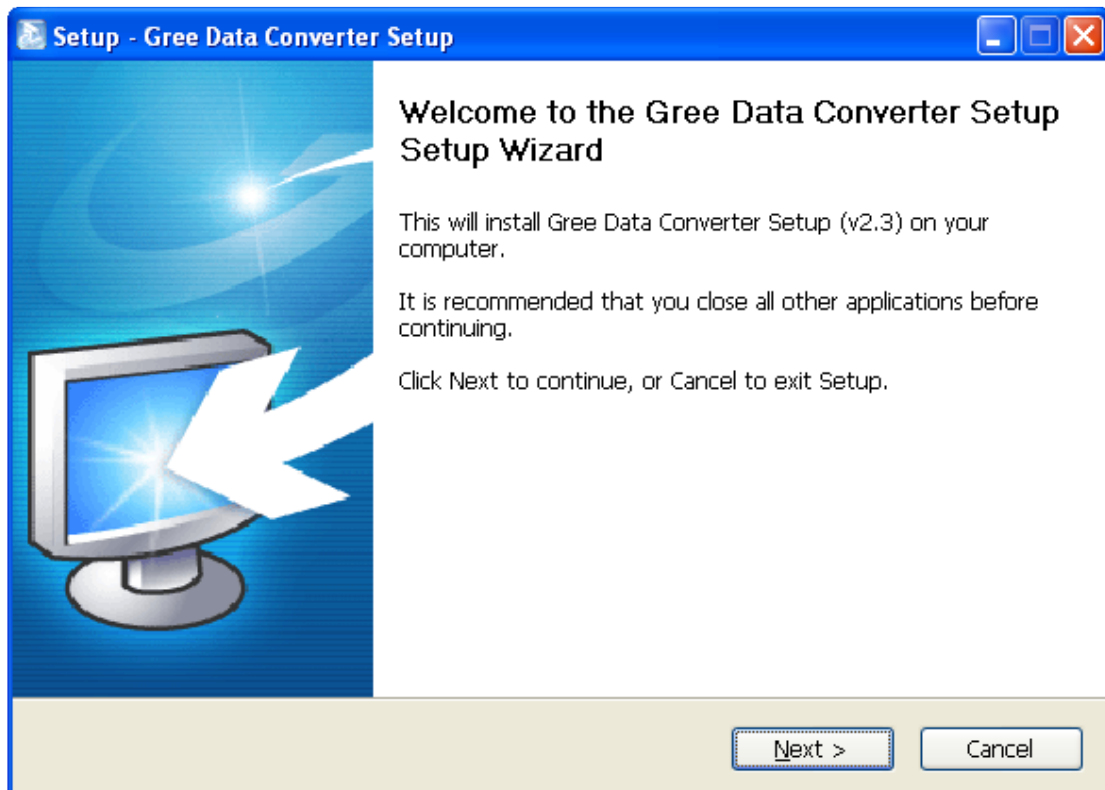 Setup - Gree Data Converter Setup
Welcome to the Gree Data Converter Setup
Setup Wizard
This will install Gree Data Converter Setup (v2.3) on your
computer.
It is recommended that you close all other applications before
continuing.
Click Next to continue, or Cancel to exit Setup.
Next >
Cancel